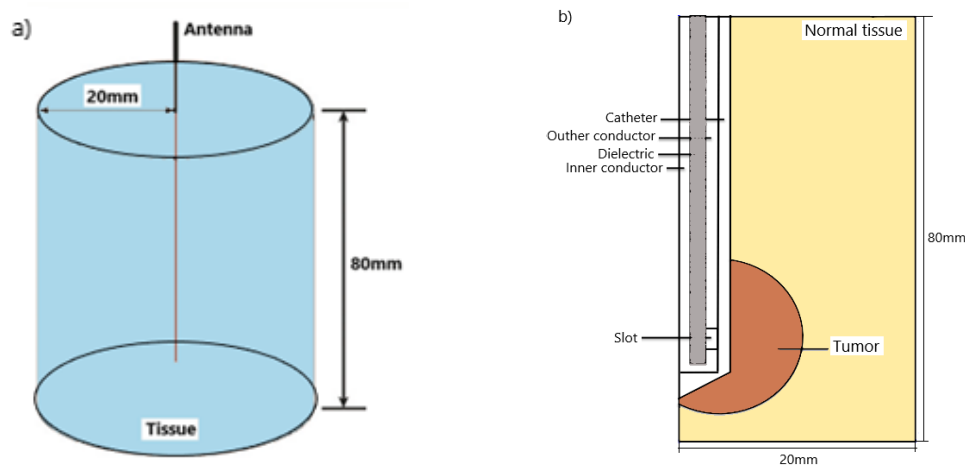 a)
Antenna
20mm
80mm
Tissue
b)
Normal tissue
Catheter
Outher conductor
Dielectric
Inner conductor
80mm
Slot
Tumor
20mm